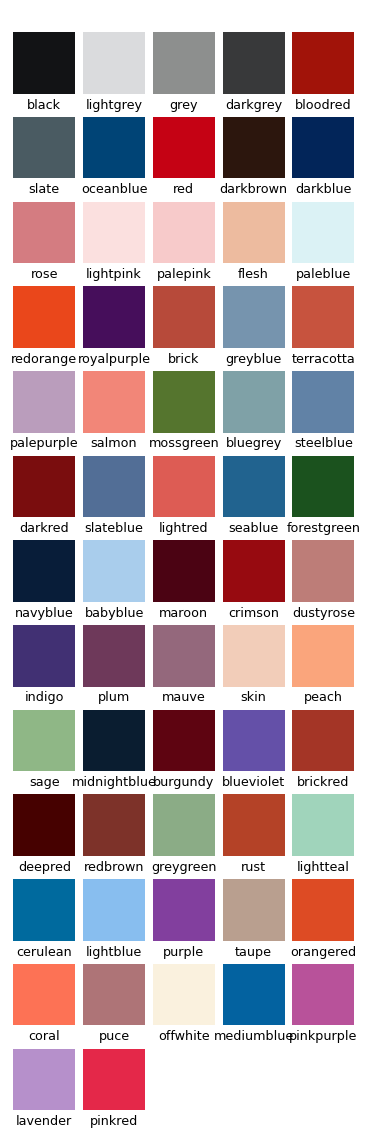 black lightgrey grey darkgrey bloodred
slate oceanblue red darkbrown darkblue
rose lightpink palepink flesh paleblue
redorange royalpurple brick greyblue terracotta
palepurple salmon mossgreen bluegrey steelblue
darkred slateblue lightred seablue forestgreen
navyblue babyblue maroon crimson dustyrose
indigo plum mauve skin peach
sage midnightblue burgundy blueviolet brickred
deepred redbrown greygreen rust lightteal
cerulean lightblue purple taupe orangered
coral puce offwhite mediumblue pinkpurple
lavender pinkred